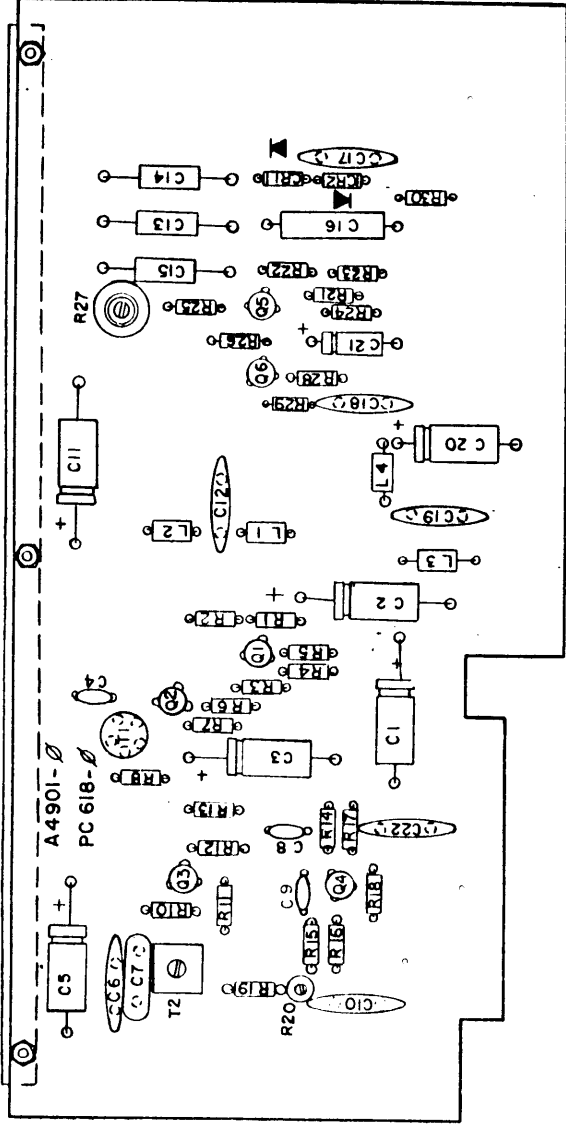 C14
CR1
CR2
C17
C13
C16
R30
C15
R22
R23
R27
R25
Q5
R21
R24
R26
+
C21
Q6
R28
R29
C18
C11
+
+
C20
L4
C12
L2
L1
C19
L3
+
C2
R2
R1
Q1
R5
R4
C4
R3
+
Q2
R6
R7
C1
T1
C3
+
R8
A4901-Ø
PC618-Ø
R13
R14
R17
C22
R12
C8
Q3
C9
Q4
R18
+
R10
R11
C5
C6
C7
R15
R16
T2
R19
R20
C10